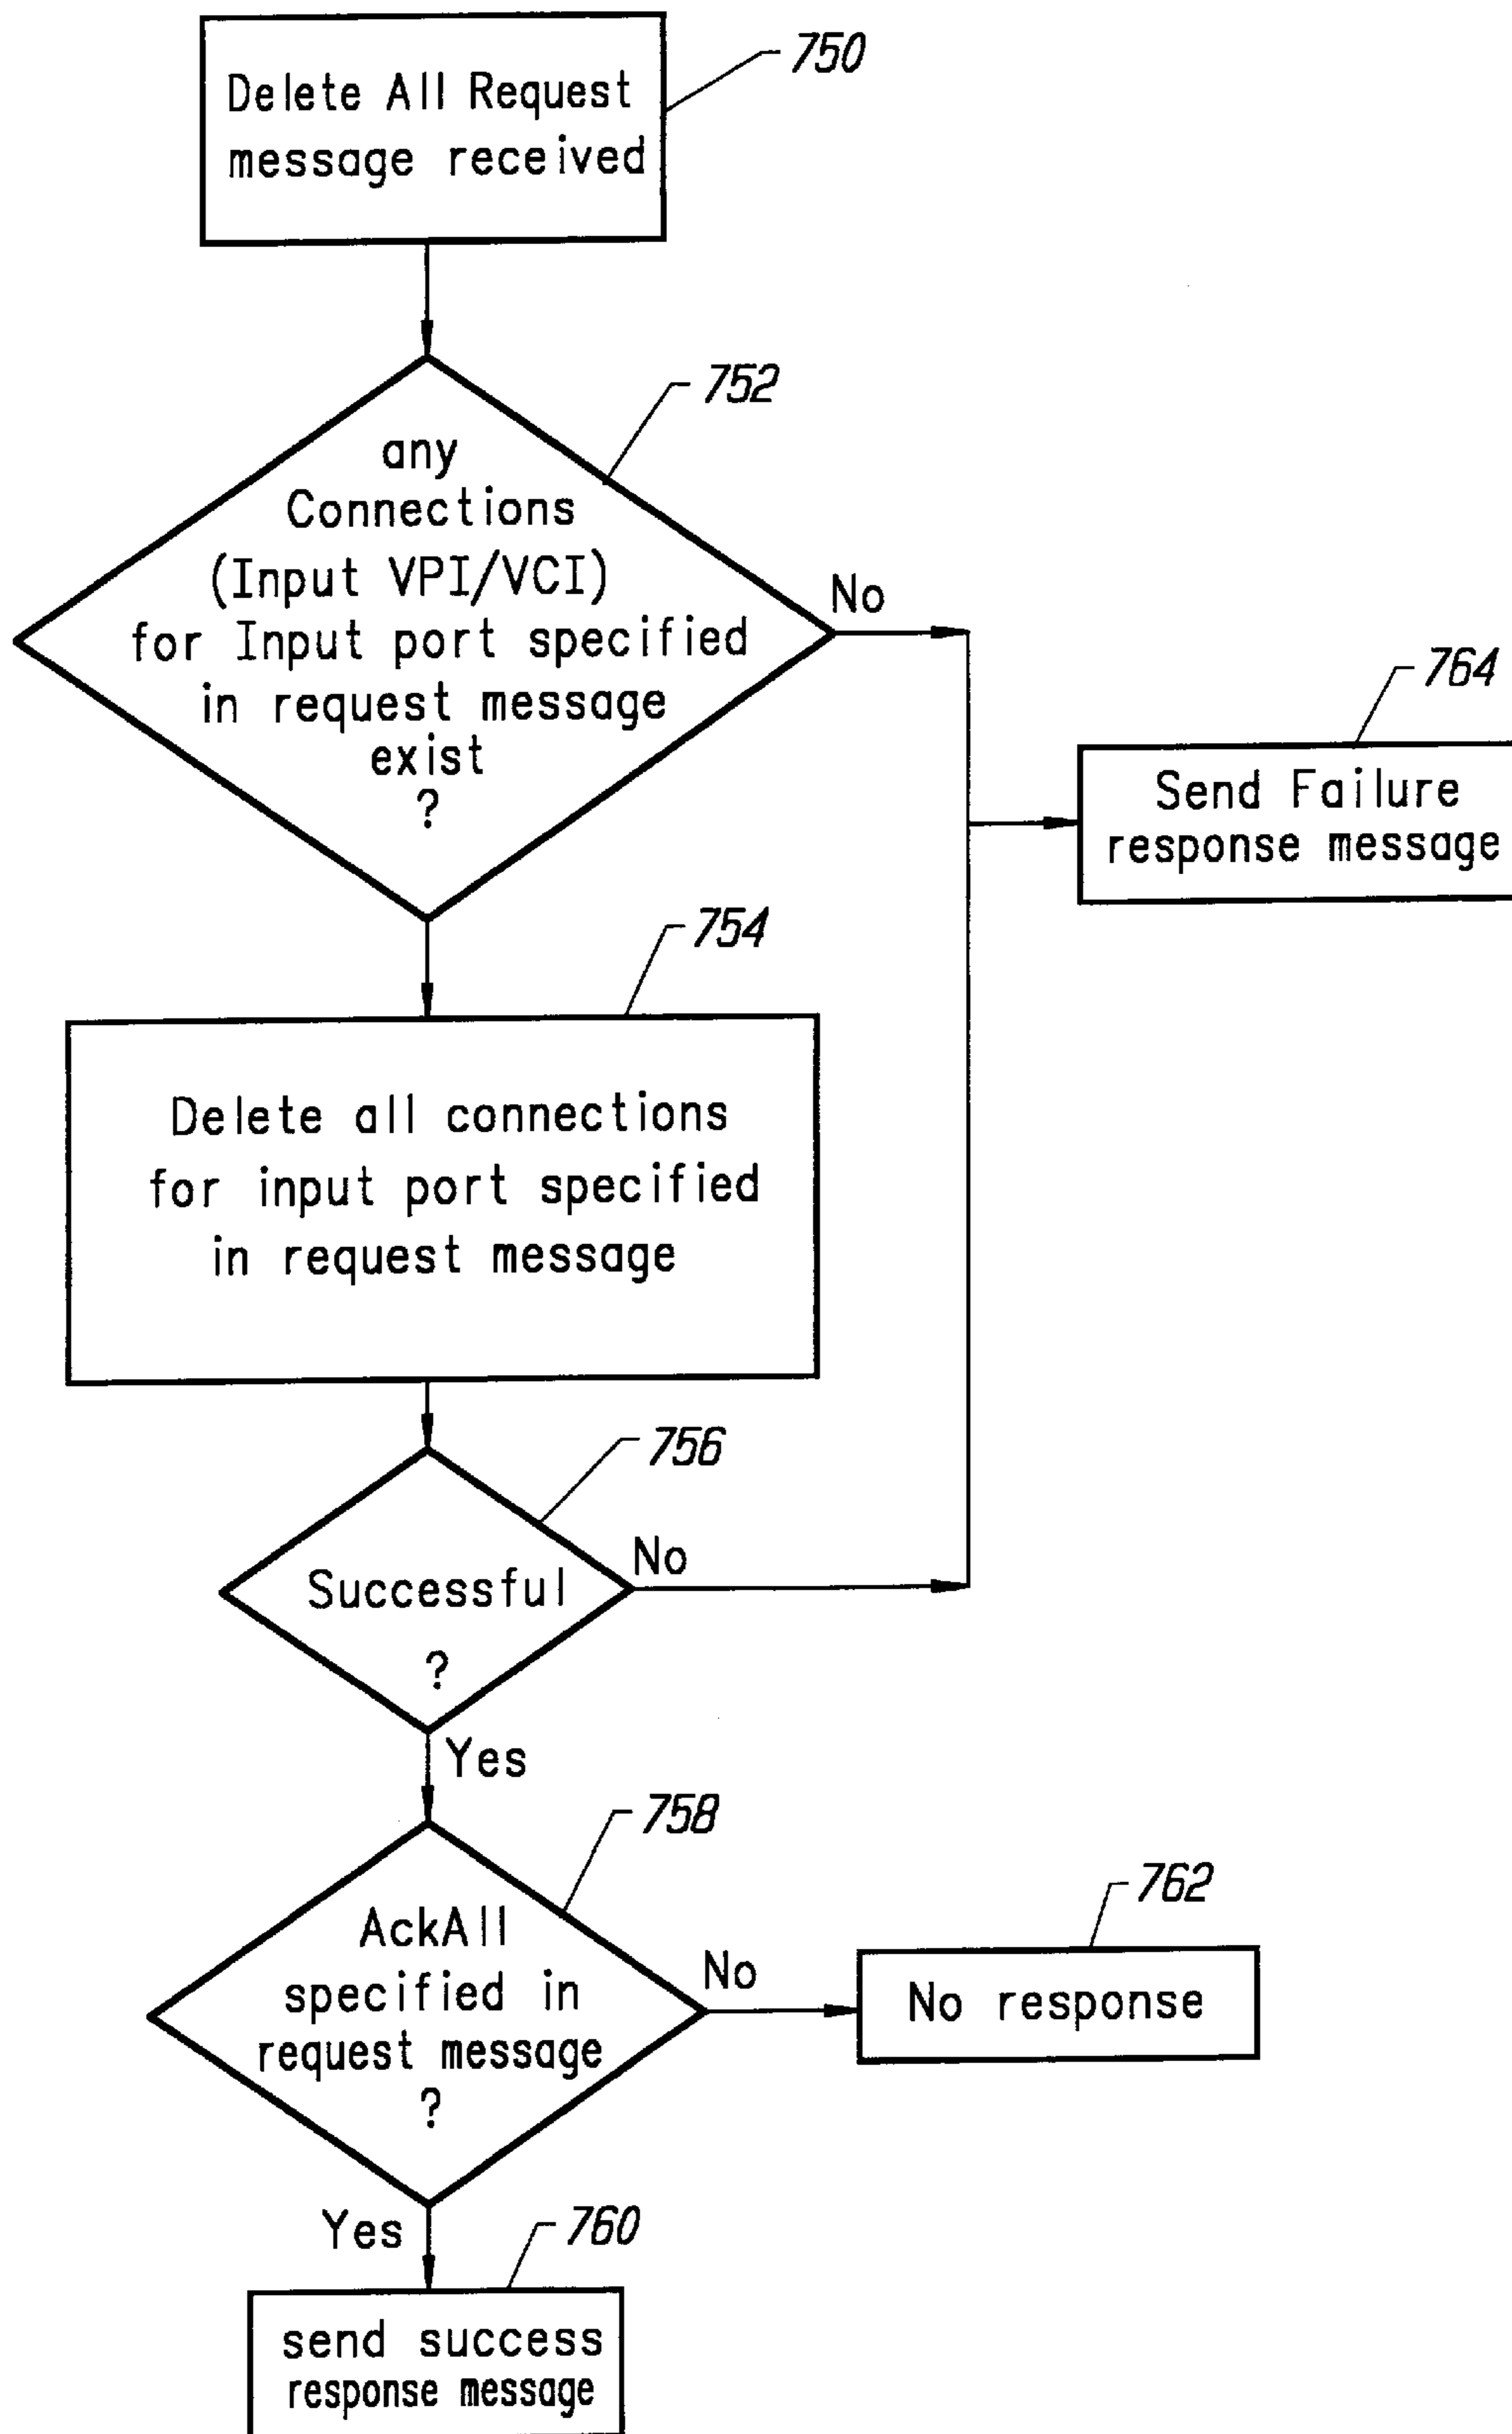 750
Delete All Request
message received
752
any
Connections
(Input VPI/VCI)
for Input port specified
in request message
exist
?
No
764
Send Failure
response message
754
Delete all connections
for input port specified
in request message
756
Successful
?
No
Yes
758
AckAll
specified in
request message
?
No
762
No response
Yes
760
send success
response message